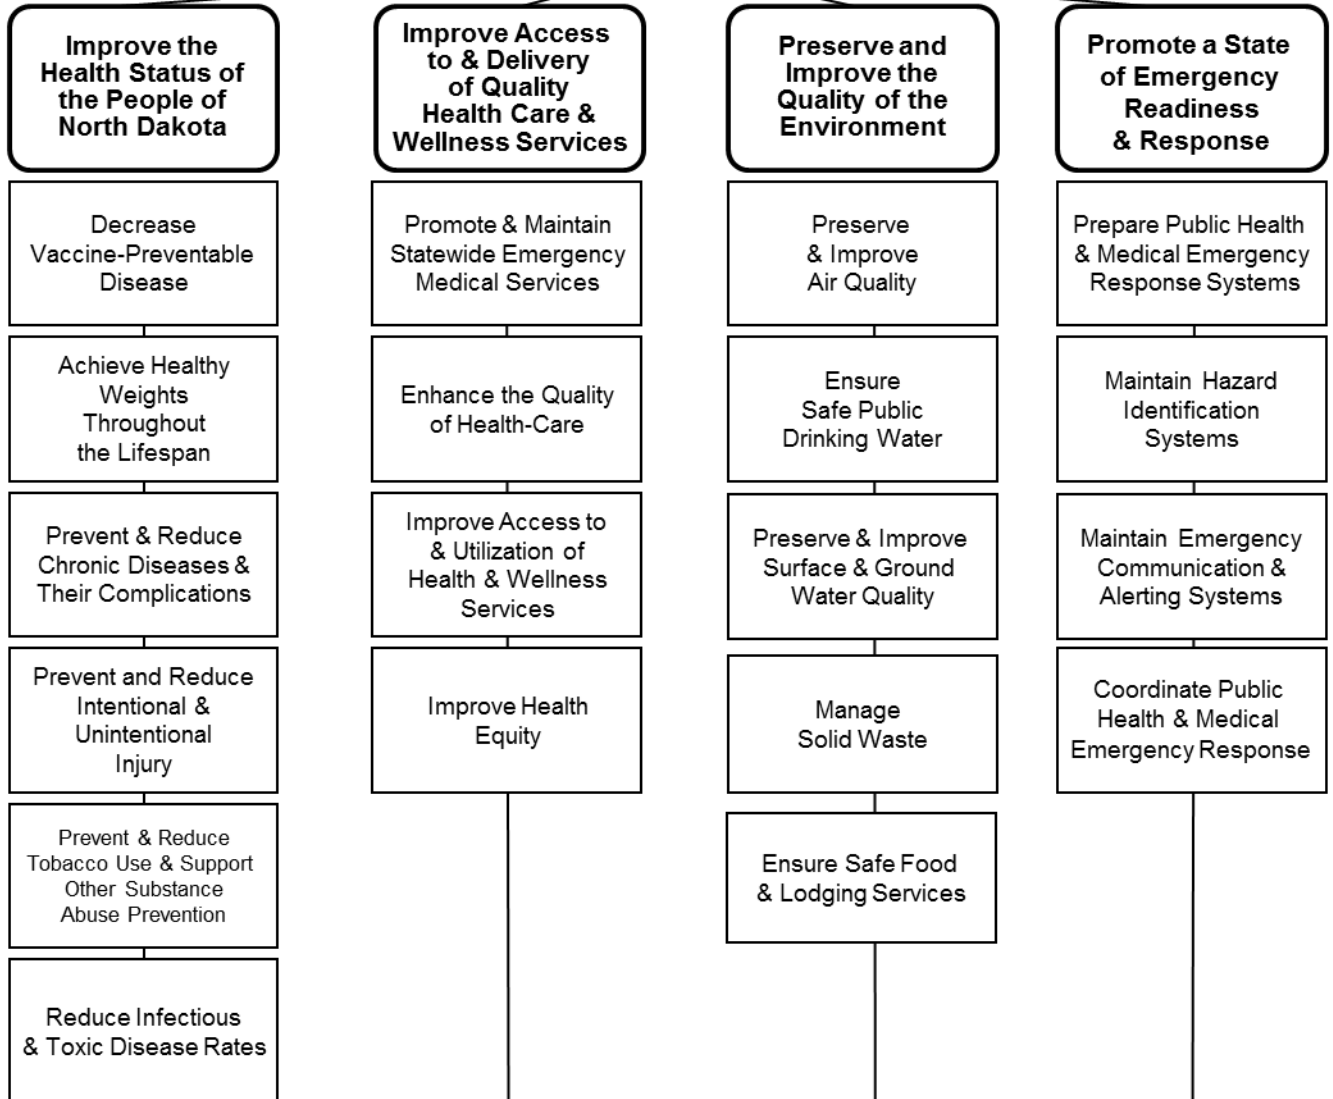 Improve the
Health Status of
the People of
North Dakota
Decrease
Vaccine-Preventable
Disease
Achieve Healthy
Weights
Throughout
the Lifespan
Prevent & Reduce
Chronic Diseases &
Their Complications
Prevent and Reduce
Intentional &
Unintentional
Injury
Prevent & Reduce
Tobacco Use & Support
Other Substance
Abuse Prevention
Reduce Infectious
& Toxic Disease Rates
Improve Access
to & Delivery
of Quality
Health Care &
Wellness Services
Promote & Maintain
Statewide Emergency
Medical Services
Enhance the Quality
of Health-Care
Improve Access to
& Utilization of
Health & Wellness
Services
Improve Health
Equity
Preserve and
Improve the
Quality of the
Environment
Preserve
& Improve
Air Quality
Ensure
Safe Public
Drinking Water
Preserve & Improve
Surface & Ground
Water Quality
Manage
Solid Waste
Ensure Safe Food
& Lodging Services
Promote a State
of Emergency
Readiness
& Response
Prepare Public Health
& Medical Emergency
Response Systems
Maintain Hazard
Identification
Systems
Maintain Emergency
Communication &
Alerting Systems
Coordinate Public
Health & Medical
Emergency Response